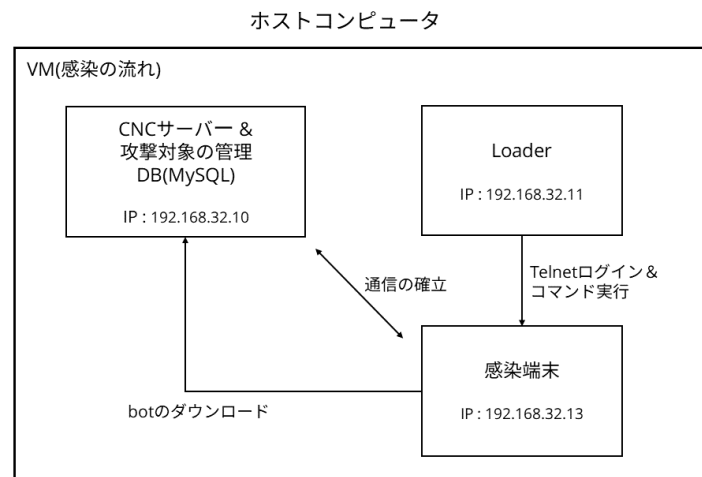 ホストコンピュータ
VM(感染の流れ)
CNCサーバー &
攻撃対象の管理
DB(MySQL)
IP : 192.168.32.10
Loader
IP : 192.168.32.11
Telnetログイン &
コマンド実行
通信の確立
感染端末
IP : 192.168.32.13
botのダウンロード